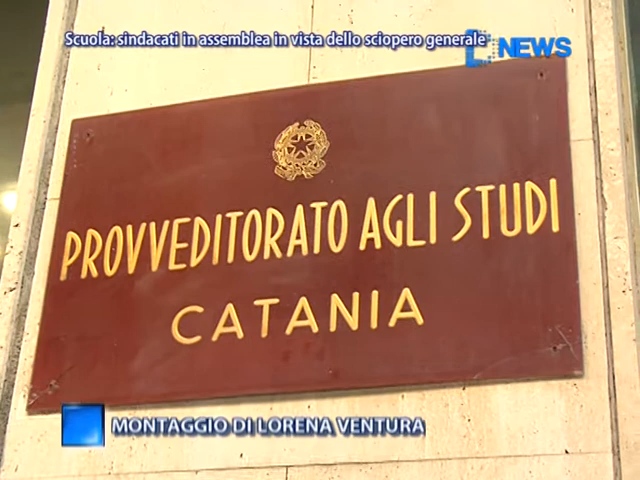 Scuola: sindacati in assemblea in vista dello sciopero generale
NEWS
PROVVEDITORATO AGLI STUDI
CATANIA
MONTAGGIO DI LORENA VENTURA